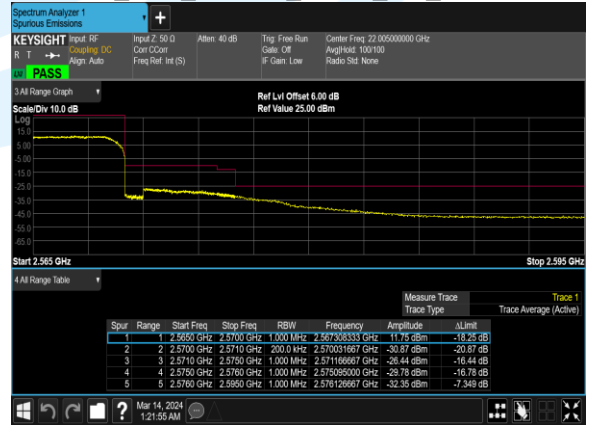 Spectrum Analyzer 1
Spurious Emissions
KEYSIGHT Input: RF Input Z: 50 Ω Atten: 40 dB Trig: Free Run Center Freq: 22.005000000 GHz
R T Coupling: DC Corr CCorr Gate: Off Avg|Hold: 100/100
Align: Auto Freq Ref: Int (S) IF Gain: Low Radio Std: None
PASS
3 All Range Graph
Ref Lvl Offset 6.00 dB
Scale/Div 10.0 dB Ref Value 25.00 dBm
Log
15.0
5.00
-5.00
-15.0
-25.0
-35.0
-45.0
-55.0
-65.0
Start 2.565 GHz Stop 2.595 GHz
4 All Range Table
Measure Trace Trace 1
Trace Type Trace Average (Active)
Spur Range Start Freq Stop Freq RBW Frequency Amplitude ΔLimit
1 1 2.5650 GHz 2.5700 GHz 1.000 MHz 2.567308333 GHz 11.75 dBm -18.25 dB
2 2 2.5700 GHz 2.5710 GHz 200.0 kHz 2.570031667 GHz -30.87 dBm -20.87 dB
3 3 2.5710 GHz 2.5750 GHz 1.000 MHz 2.571166667 GHz -26.44 dBm -16.44 dB
4 4 2.5750 GHz 2.5760 GHz 1.000 MHz 2.575095000 GHz -29.78 dBm -16.78 dB
5 5 2.5760 GHz 2.5950 GHz 1.000 MHz 2.576126667 GHz -32.35 dBm -7.349 dB
?
Mar 14, 2024
1:21:55 AM